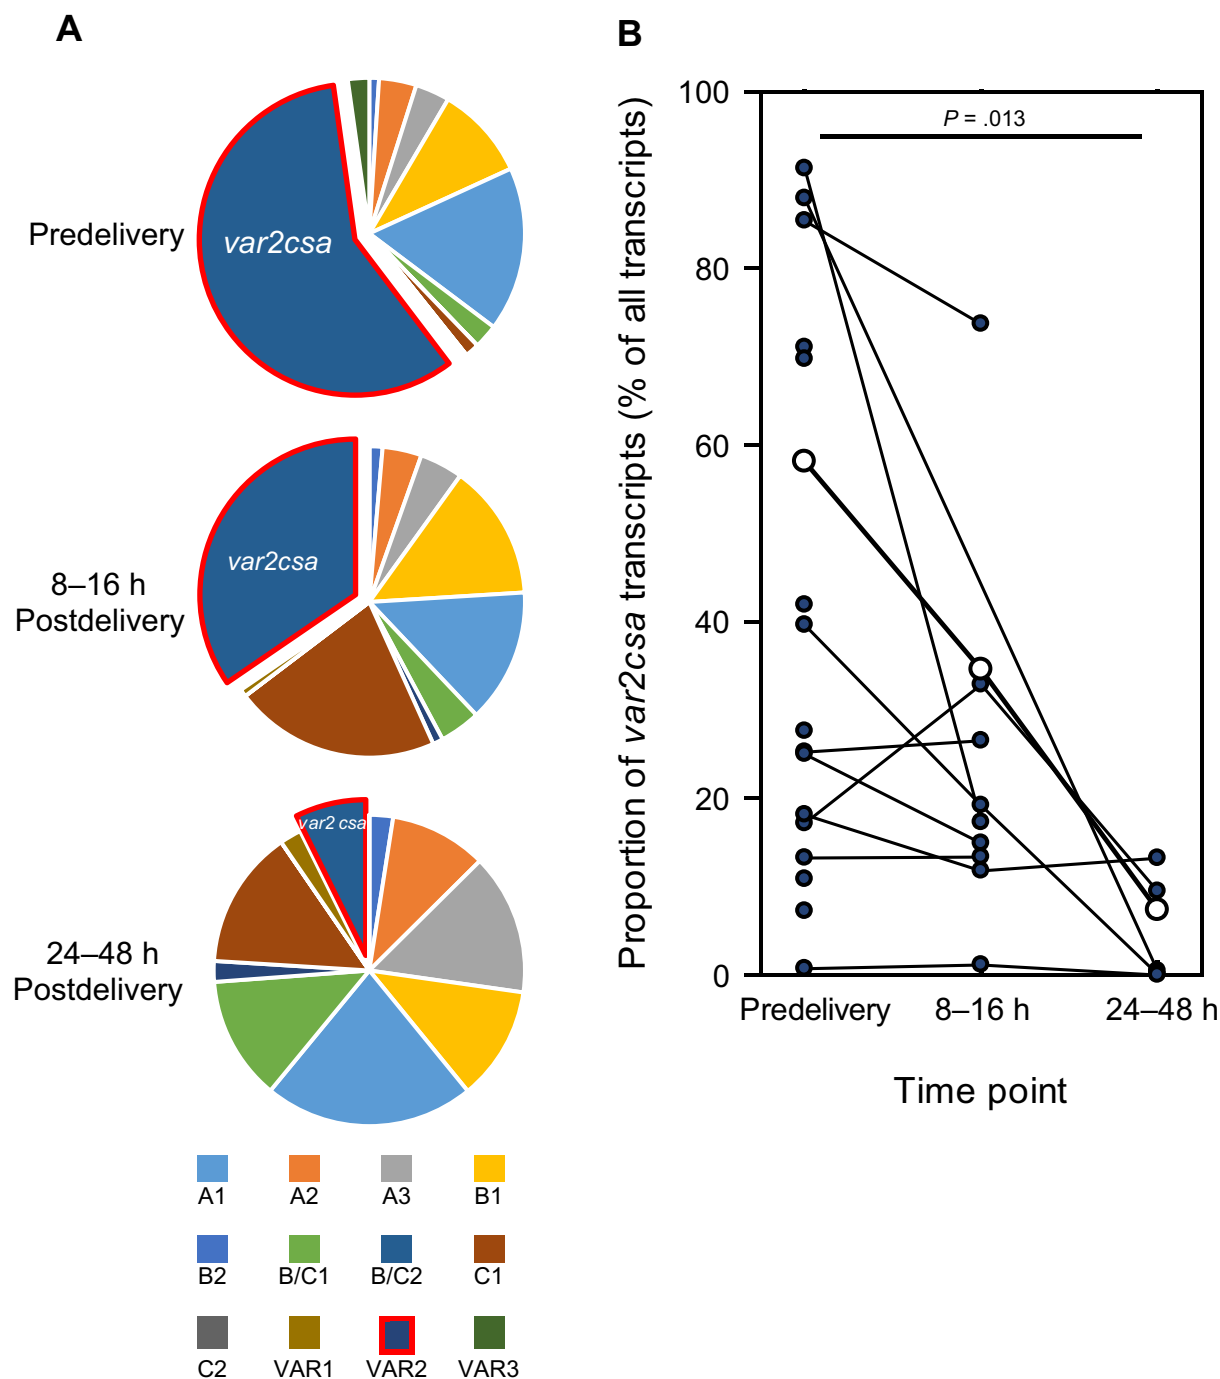 A
Predelivery
var2csa
8–16 h
Postdelivery
var2csa
24–48 h
Postdelivery
var2 csa
A1 A2 A3 B1
B2 B/C1 B/C2 C1
C2 VAR1 VAR2 VAR3
B
Proportion of var2csa transcripts (% of all transcripts)
100
80
60
40
20
0
P = .013
Predelivery 8–16 h 24–48 h
Time point